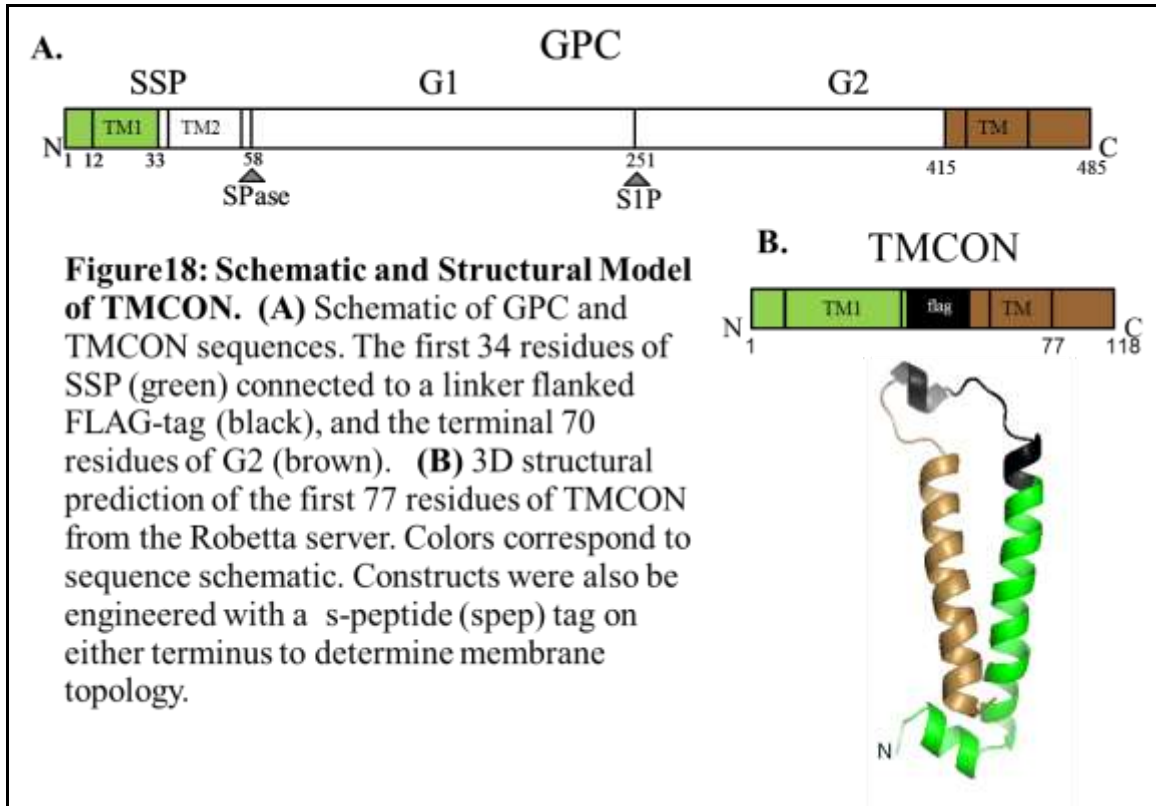 A.
GPC
SSP
G1
G2
TM1
TM2
TM
N
C
1 12 33 58 251 415 485
SPase
S1P
Figure18: Schematic and Structural Model
of TMCON. (A) Schematic of GPC and
TMCON sequences. The first 34 residues of
SSP (green) connected to a linker flanked
FLAG-tag (black), and the terminal 70
residues of G2 (brown). (B) 3D structural
prediction of the first 77 residues of TMCON
from the Robetta server. Colors correspond to
sequence schematic. Constructs were also be
engineered with a s-peptide (spep) tag on
either terminus to determine membrane
topology.
B.
TMCON
TM1
flag
TM
N
C
1 77 118
N